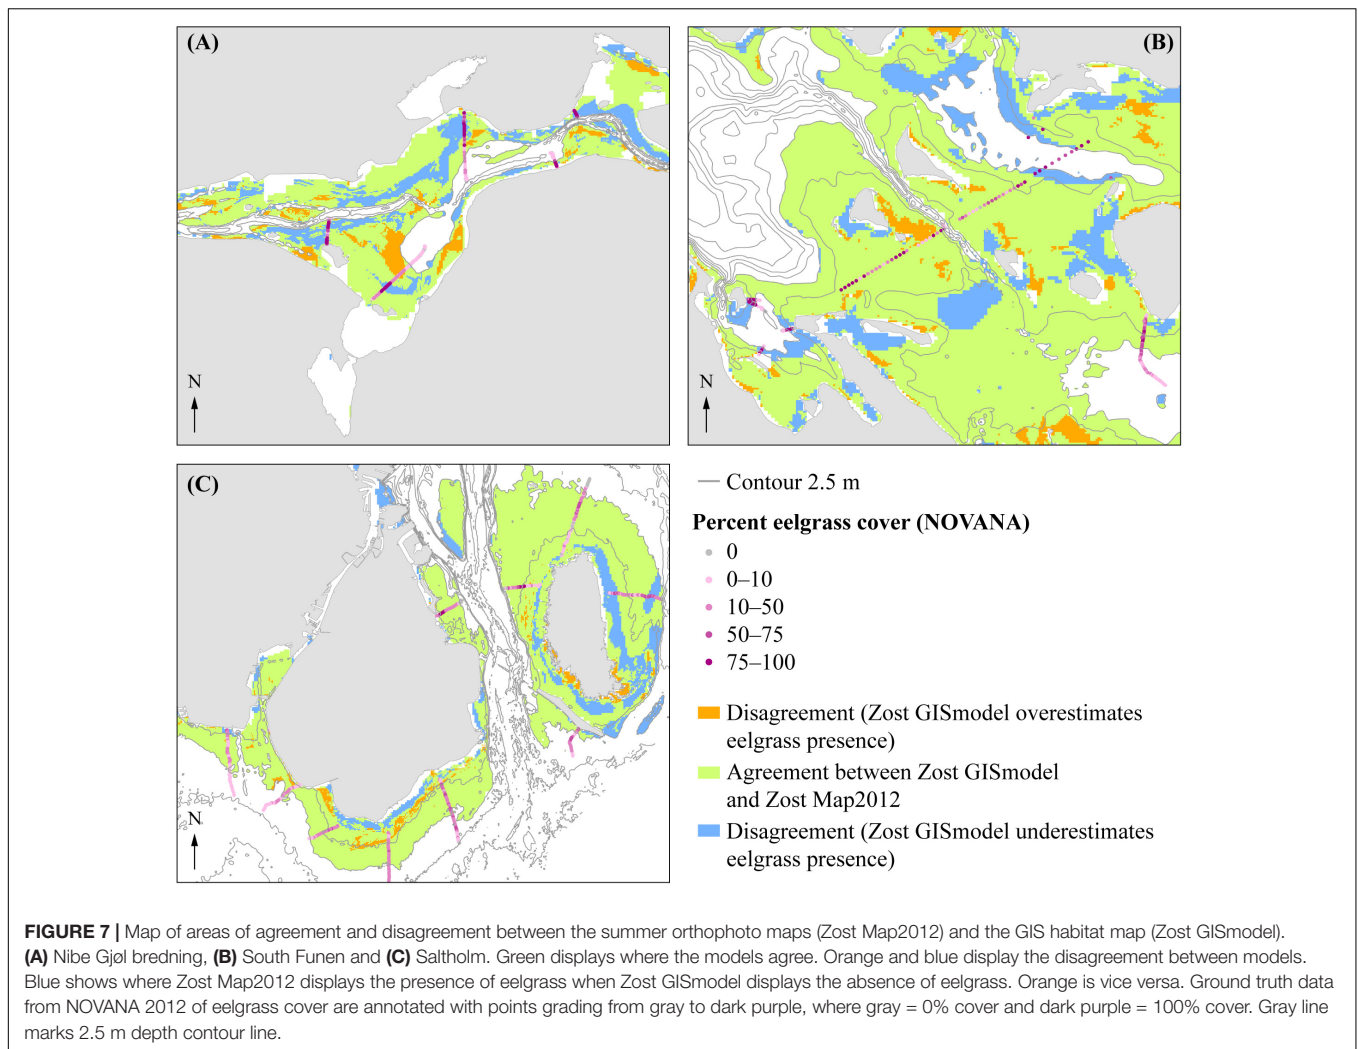 (A)
(B)
N
N
(C)
N
Contour 2.5 m
Percent eelgrass cover (NOVANA)
0
0–10
10–50
50–75
75–100
Disagreement (Zost GISmodel overestimates
eelgrass presence)
Agreement between Zost GISmodel
and Zost Map2012
Disagreement (Zost GISmodel underestimates
eelgrass presence)
FIGURE 7 | Map of areas of agreement and disagreement between the summer orthophoto maps (Zost Map2012) and the GIS habitat map (Zost GISmodel).
(A) Nibe Gjøl bredning, (B) South Funen and (C) Saltholm. Green displays where the models agree. Orange and blue display the disagreement between models.
Blue shows where Zost Map2012 displays the presence of eelgrass when Zost GISmodel displays the absence of eelgrass. Orange is vice versa. Ground truth data
from NOVANA 2012 of eelgrass cover are annotated with points grading from gray to dark purple, where gray = 0% cover and dark purple = 100% cover. Gray line
marks 2.5 m depth contour line.